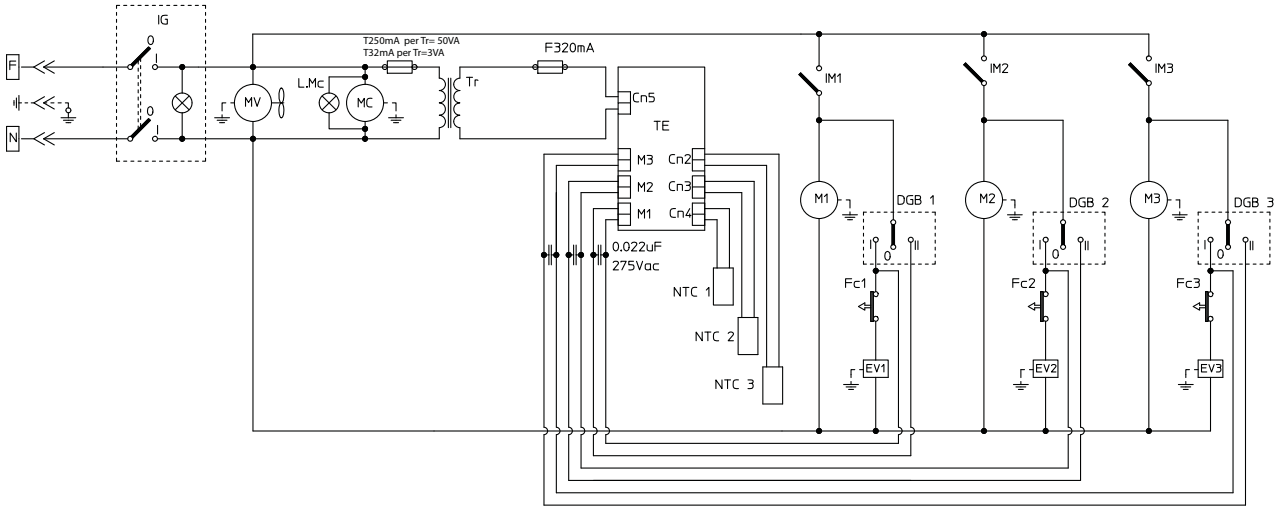 IG
F
N
0
I
0
I
MV
L.Mc
MC
T250mA per Tr= 50VA
T32mA per Tr=3VA
Tr
F320mA
Cn5
TE
M3 Cn2
M2 Cn3
M1 Cn4
0.022uF
275Vac
NTC 1
NTC 2
NTC 3
IM1
IM2
IM3
M1
M2
M3
DGB 1
DGB 2
DGB 3
I 0 II
I 0 II
I 0 II
Fc1
Fc2
Fc3
EV1
EV2
EV3